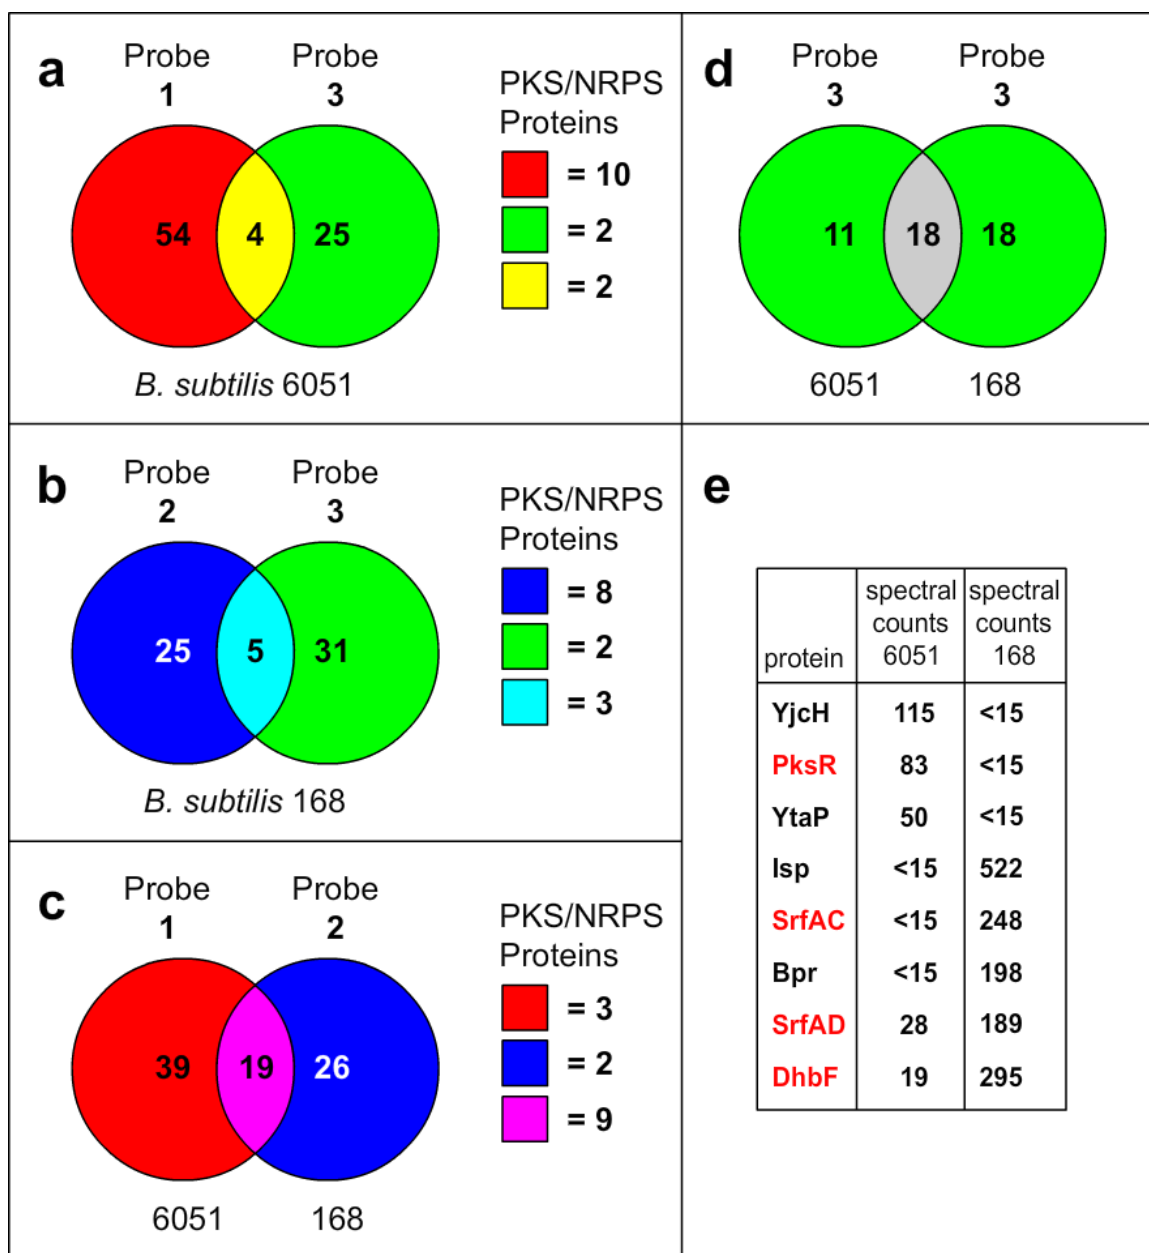 a
Probe
1
Probe
3
54
4
25
B. subtilis 6051
PKS/NRPS
Proteins
= 10
= 2
= 2
b
Probe
2
Probe
3
25
5
31
B. subtilis 168
PKS/NRPS
Proteins
= 8
= 2
= 3
c
Probe
1
Probe
2
39
19
26
6051
168
PKS/NRPS
Proteins
= 3
= 2
= 9
d
Probe
3
Probe
3
11
18
18
6051
168
e
protein
spectral
counts
6051
spectral
counts
168
YjcH 115 <15
PksR 83 <15
YtaP 50 <15
Isp <15 522
SrfAC <15 248
Bpr <15 198
SrfAD 28 189
DhbF 19 295